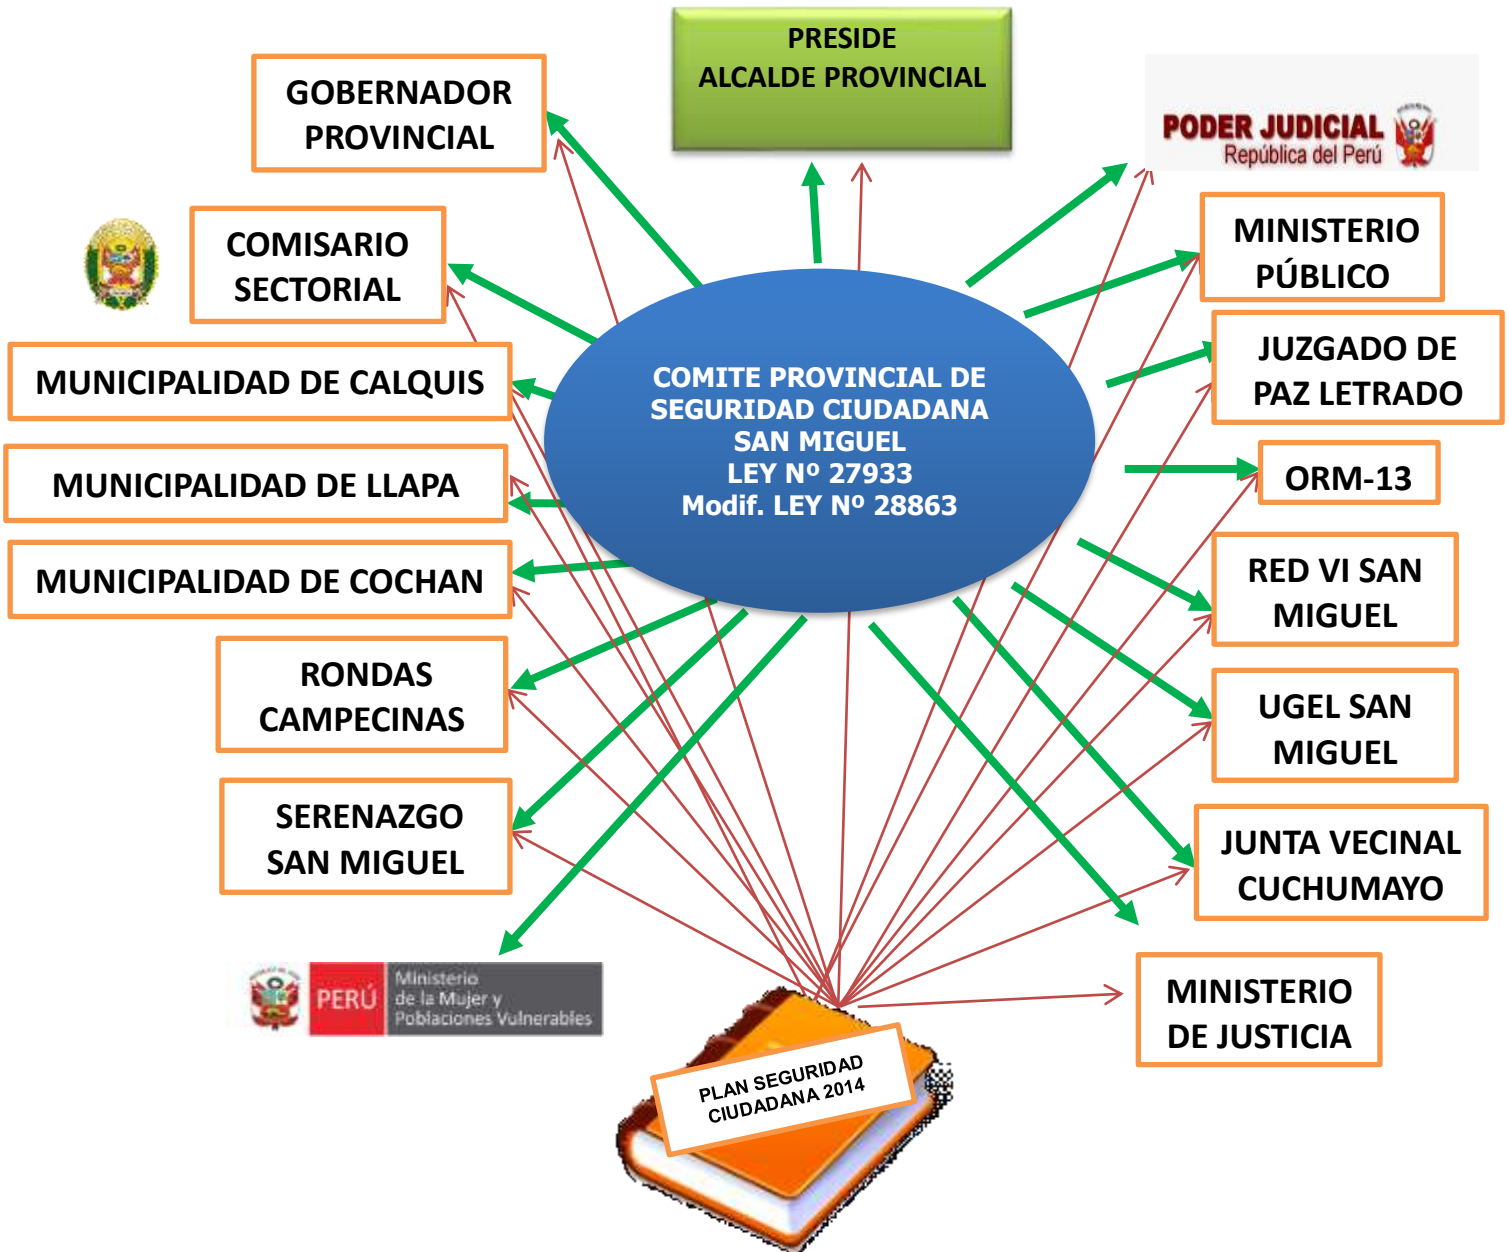 PRESIDE
ALCALDE PROVINCIAL
GOBERNADOR
PROVINCIAL
PODER JUDICIAL
República del Perú
COMISARIO
SECTORIAL
MINISTERIO
PÚBLICO
MUNICIPALIDAD DE CALQUIS
JUZGADO DE
PAZ LETRADO
COMITE PROVINCIAL DE
SEGURIDAD CIUDADANA
SAN MIGUEL
LEY Nº 27933
Modif. LEY Nº 28863
MUNICIPALIDAD DE LLAPA
ORM-13
MUNICIPALIDAD DE COCHAN
RED VI SAN
MIGUEL
RONDAS
CAMPECINAS
UGEL SAN
MIGUEL
SERENAZGO
SAN MIGUEL
JUNTA VECINAL
CUCHUMAYO
PERÚ
Ministerio
de la Mujer y
Poblaciones Vulnerables
MINISTERIO
DE JUSTICIA
PLAN SEGURIDAD
CIUDADANA 2014